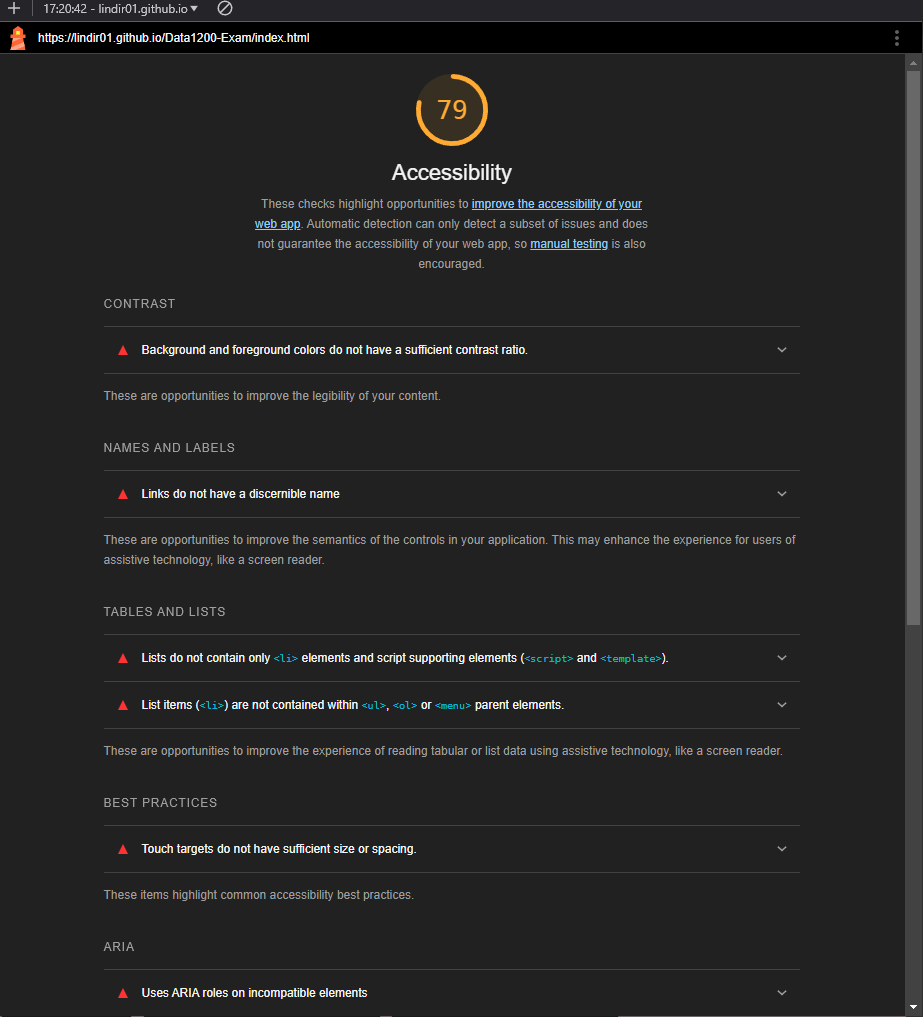 17:20:42 - lindir01.github.io
https://lindir01.github.io/Data1200-Exam/index.html
79
Accessibility
These checks highlight opportunities to improve the accessibility of your
web app. Automatic detection can only detect a subset of issues and does
not guarantee the accessibility of your web app, so manual testing is also
encouraged.
CONTRAST
Background and foreground colors do not have a sufficient contrast ratio.
These are opportunities to improve the legibility of your content.
NAMES AND LABELS
Links do not have a discernible name
These are opportunities to improve the semantics of the controls in your application. This may enhance the experience for users of
assistive technology, like a screen reader.
TABLES AND LISTS
Lists do not contain only <li> elements and script supporting elements (<script> and <template>).
List items (<li>) are not contained within <ul>, <ol> or <menu> parent elements.
These are opportunities to improve the experience of reading tabular or list data using assistive technology, like a screen reader.
BEST PRACTICES
Touch targets do not have sufficient size or spacing.
These items highlight common accessibility best practices.
ARIA
Uses ARIA roles on incompatible elements